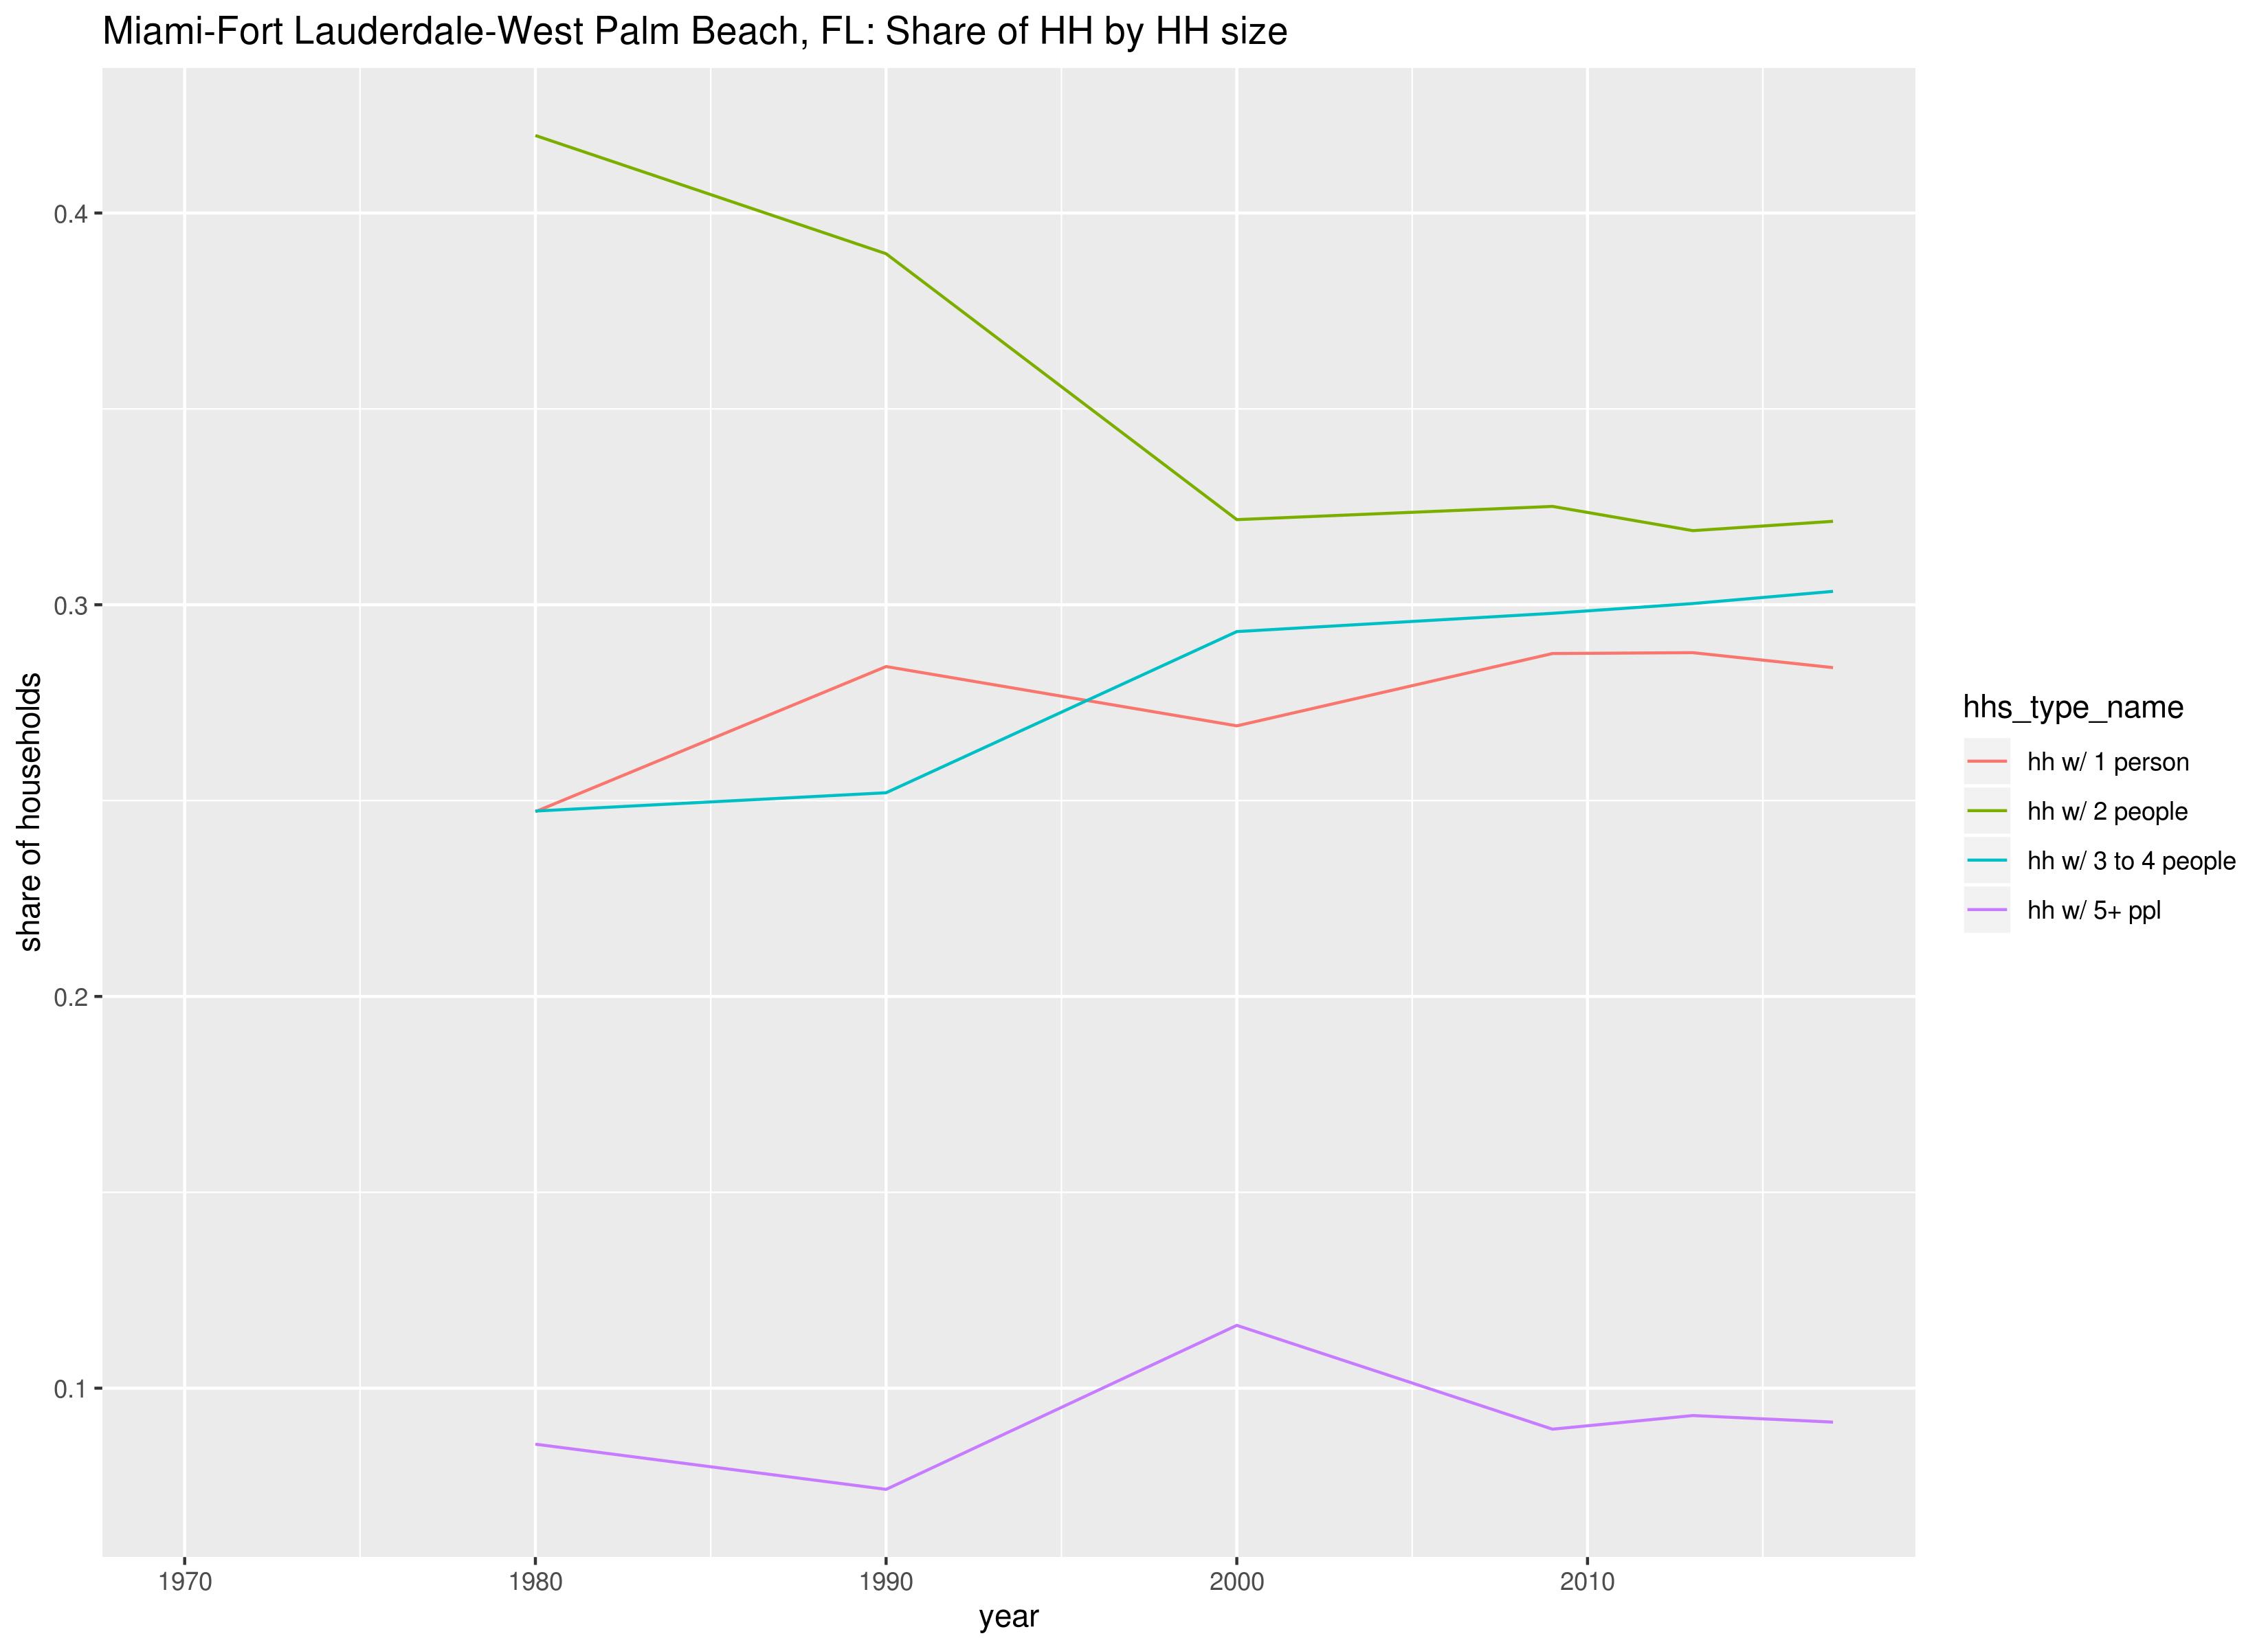 Miami-Fort Lauderdale-West Palm Beach, FL: Share of HH by HH size
share of households
0.4
0.3
0.2
0.1
1970 1980 1990 2000 2010
year
hhs_type_name
hh w/ 1 person
hh w/ 2 people
hh w/ 3 to 4 people
hh w/ 5+ ppl